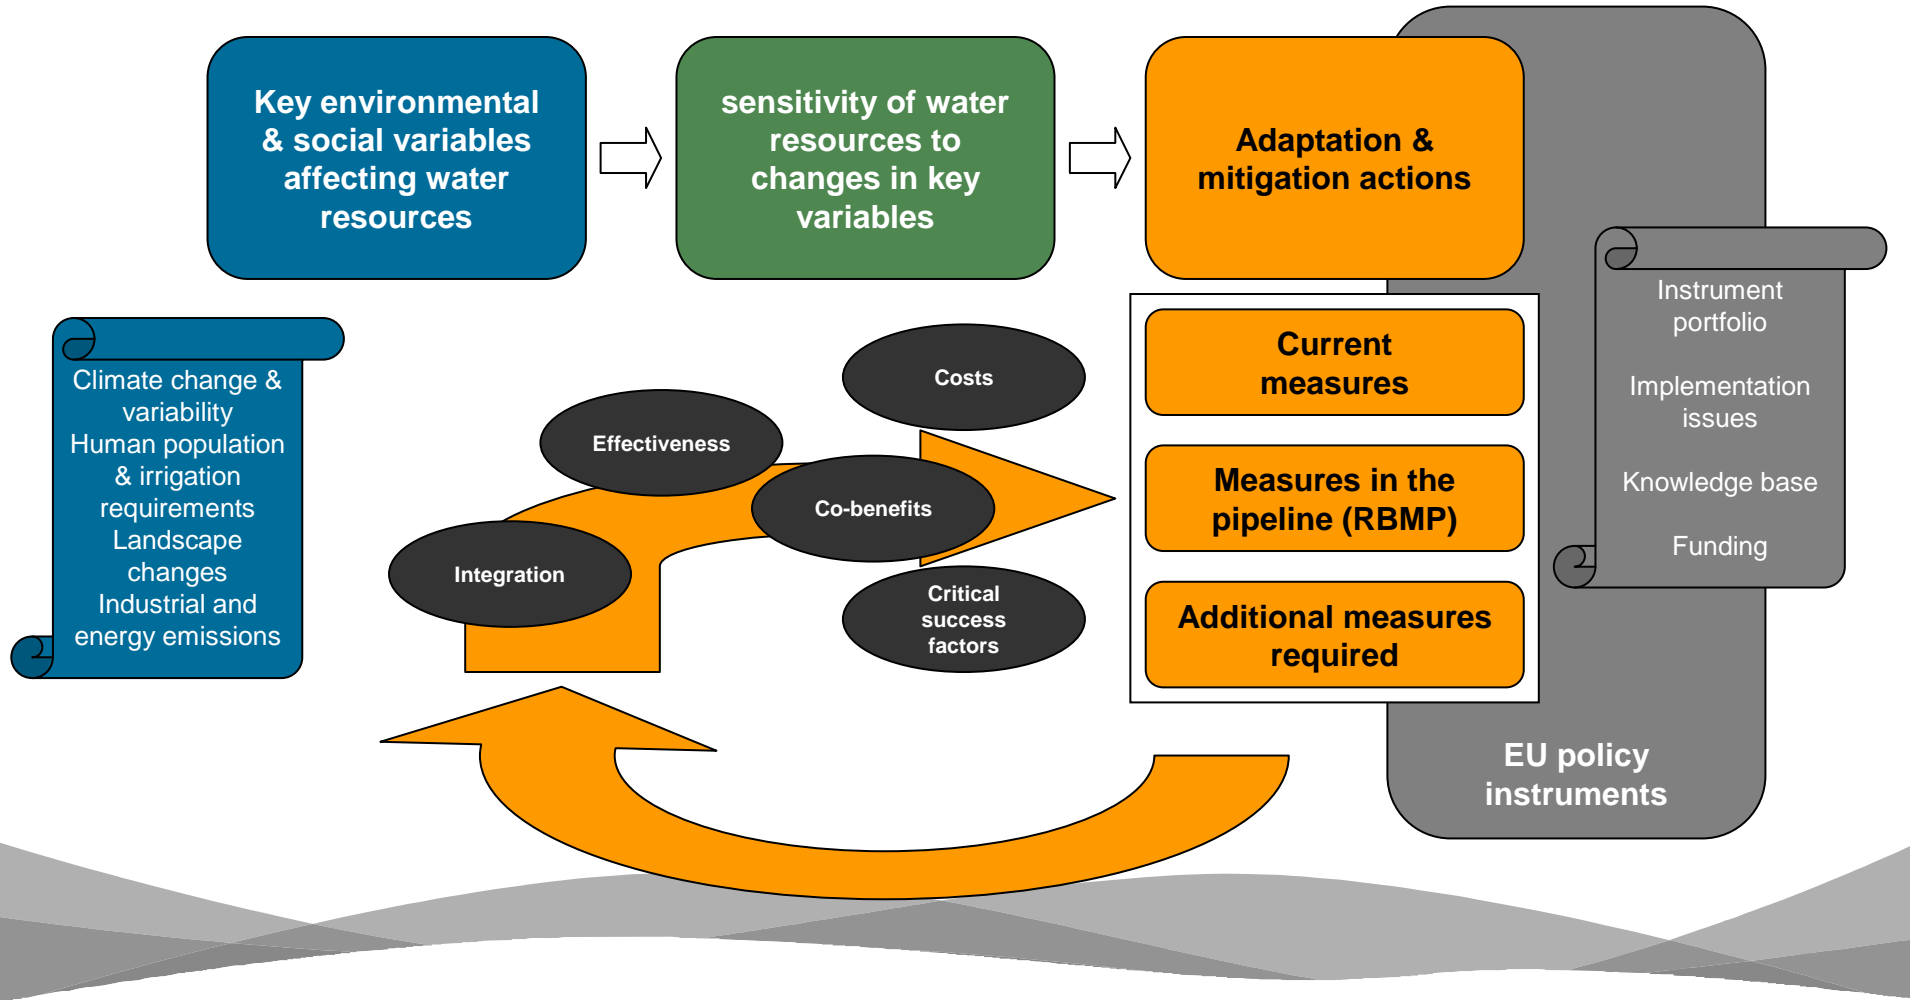 Key environmental
& social variables
affecting water
resources
sensitivity of water
resources to
changes in key
variables
Adaptation &
mitigation actions
Climate change &
variability
Human population
& irrigation
requirements
Landscape
changes
Industrial and
energy emissions
Integration
Effectiveness
Costs
Co-benefits
Critical
success
factors
Current
measures
Measures in the
pipeline (RBMP)
Additional measures
required
Instrument
portfolio
Implementation
issues
Knowledge base
Funding
EU policy
instruments